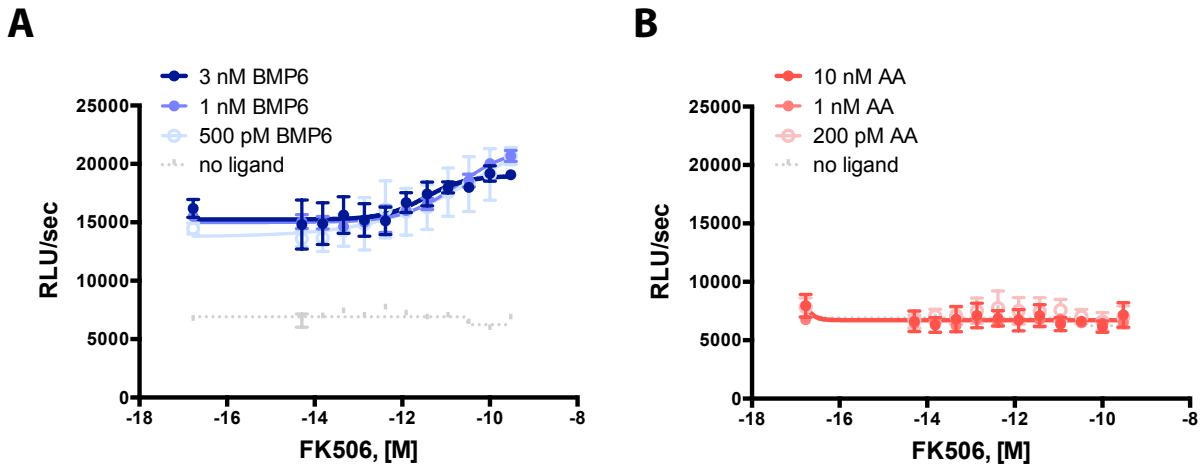 A
3 nM BMP6
1 nM BMP6
500 pM BMP6
no ligand
25000
20000
15000
10000
5000
0
RLU/sec
-18 -16 -14 -12 -10 -8
FK506, [M]
B
10 nM AA
1 nM AA
200 pM AA
no ligand
25000
20000
15000
10000
5000
0
RLU/sec
-18 -16 -14 -12 -10 -8
FK506, [M]